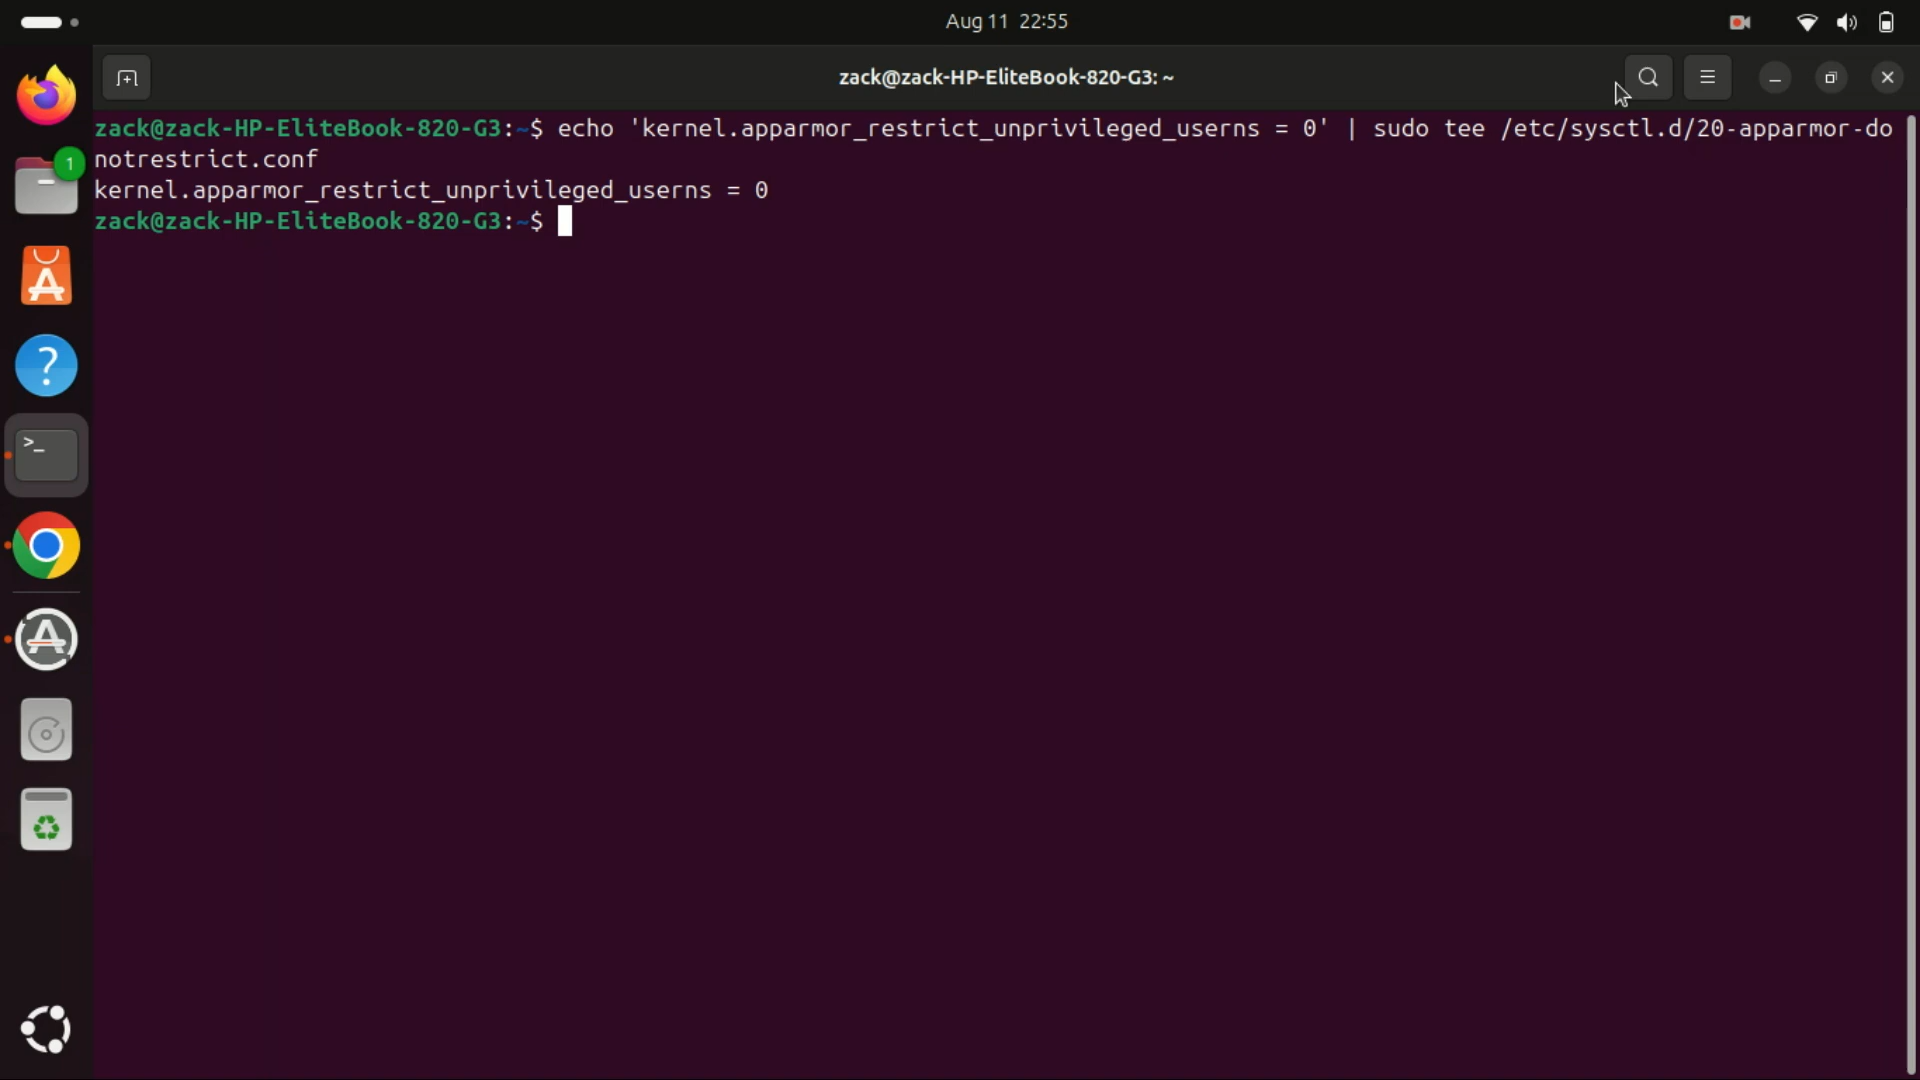 Aug 11 22:55
zack@zack-HP-EliteBook-820-G3: ~
zack@zack-HP-EliteBook-820-G3:~$ echo 'kernel.apparmor_restrict_unprivileged_userns = 0' | sudo tee /etc/sysctl.d/20-apparmor-do
notrestrict.conf
kernel.apparmor_restrict_unprivileged_userns = 0
zack@zack-HP-EliteBook-820-G3:~$
1
?
>_